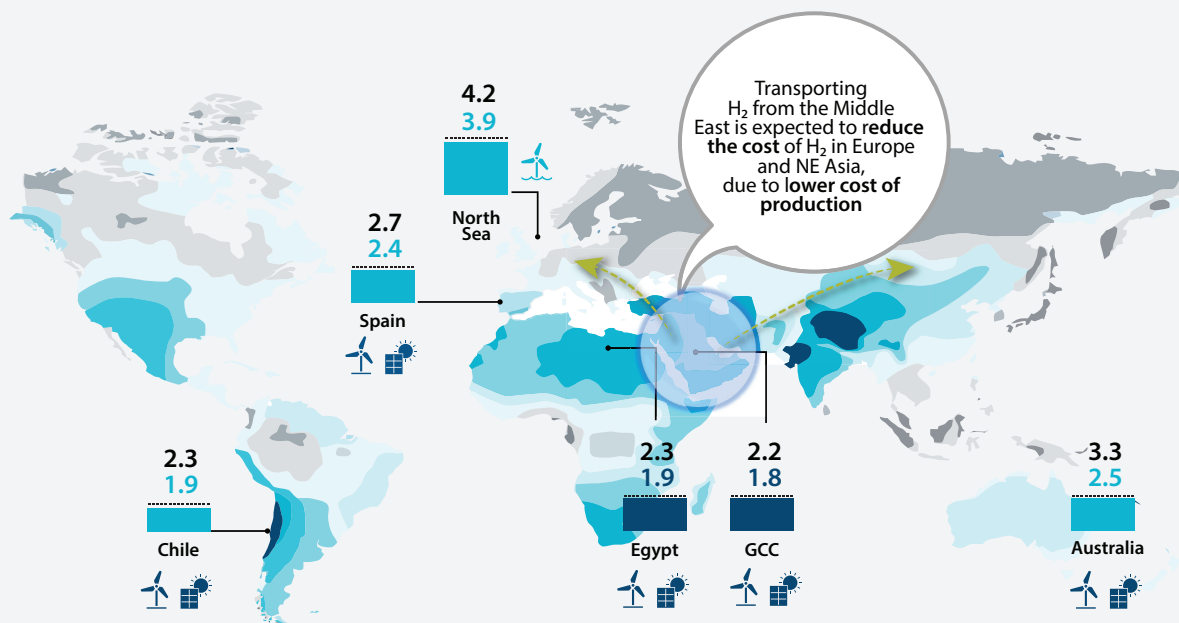 Transporting
H₂ from the Middle
East is expected to reduce
the cost of H₂ in Europe
and NE Asia,
due to lower cost of
production
4.2
3.9
North
Sea
2.7
2.4
Spain
2.3
1.9
Chile
2.3
1.9
Egypt
2.2
1.8
GCC
3.3
2.5
Australia